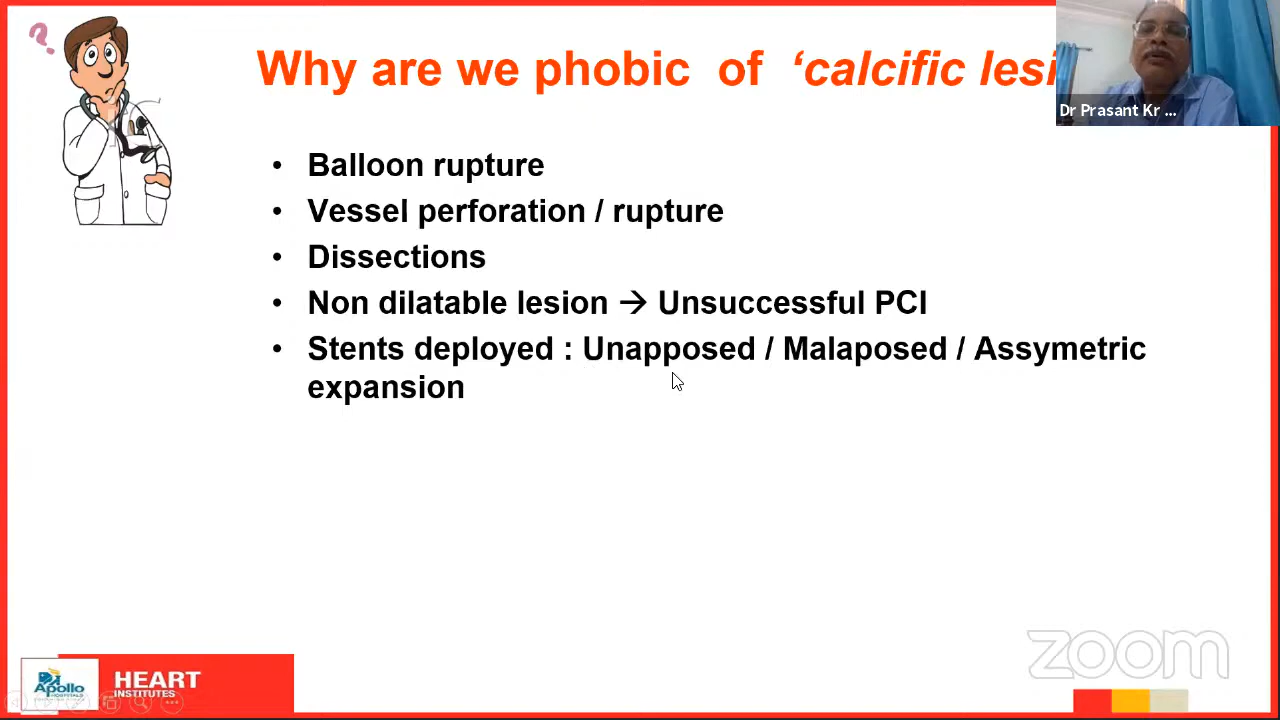 Why are we phobic of ‘calcific lesi
Dr Prasant Kr ...
• Balloon rupture
• Vessel perforation / rupture
• Dissections
• Non dilatable lesion → Unsuccessful PCI
• Stents deployed : Unapposed / Malaposed / Assymetric
expansion
?
zoom
Apollo
HOSPITALS
HEART
INSTITUTES